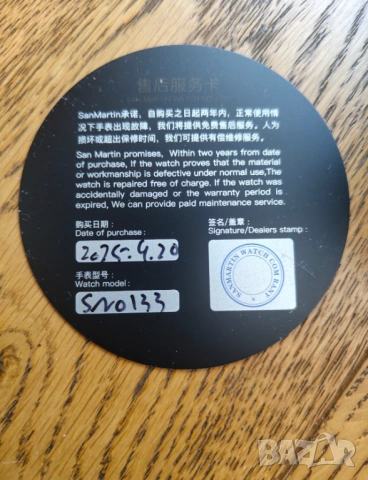 售后服务卡
SanMartin承诺，自购买之日起两年内，正常使用情
况下手表出现故障，我们将提供免费售后服务。人为
损坏或超出保修时间，我们可提供有偿维修服务。
San Martin promises, Within two years from date
of purchase, If the watch proves that the material
or workmanship is defective under normal use,The
watch is repaired free of charge. If the watch was
accidentally damaged or the warranty period is
expired, We can provide paid maintenance service.
购买日期：
Date of purchase:
2025.4.20
手表型号：
Watch model:
SN0133
签名/盖章：
Signature/Dealers stamp:
SANMARTIN WATCH COMPANY
BAZAR